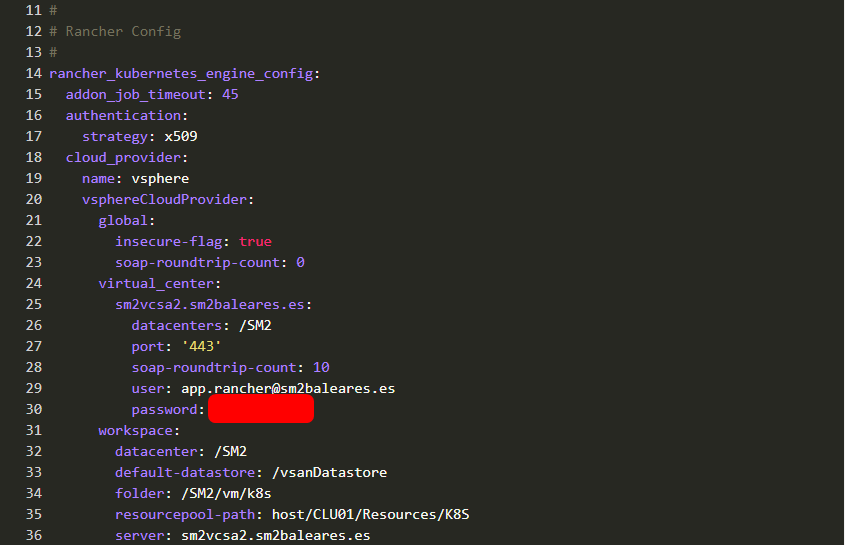 11 #
12 # Rancher Config
13 #
14 rancher_kubernetes_engine_config:
15   addon_job_timeout: 45
16   authentication:
17     strategy: x509
18   cloud_provider:
19     name: vsphere
20     vsphereCloudProvider:
21       global:
22         insecure-flag: true
23         soap-roundtrip-count: 0
24       virtual_center:
25         sm2vcsa2.sm2baleares.es:
26           datacenters: /SM2
27           port: '443'
28           soap-roundtrip-count: 10
29           user: app.rancher@sm2baleares.es
30           password:
31       workspace:
32         datacenter: /SM2
33         default-datastore: /vsanDatastore
34         folder: /SM2/vm/k8s
35         resourcepool-path: host/CLU01/Resources/K8S
36         server: sm2vcsa2.sm2baleares.es